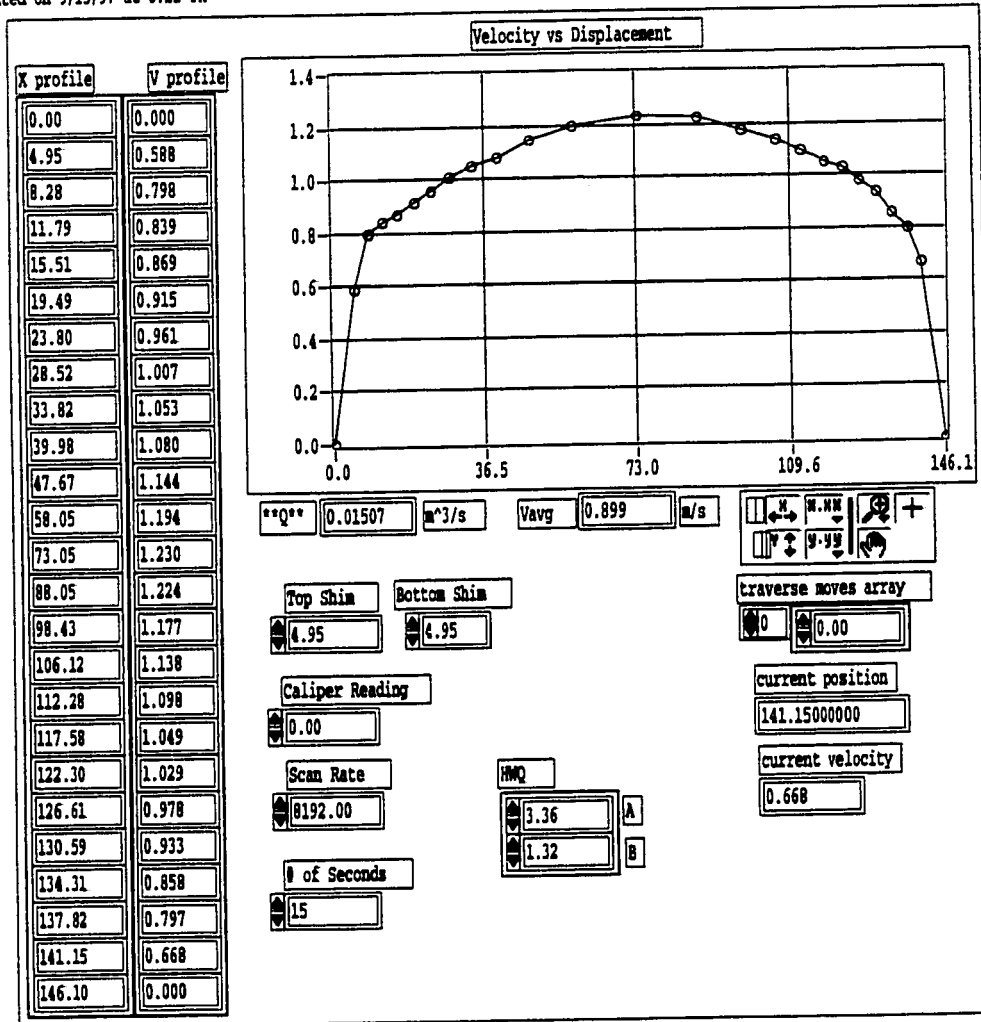 Velocity vs Displacement
X profile V profile
0.00 0.000
4.95 0.588
8.28 0.798
11.79 0.839
15.51 0.869
19.49 0.915
23.80 0.961
28.52 1.007
33.82 1.053
39.98 1.080
47.67 1.144
58.05 1.194
73.05 1.230
88.05 1.224
98.43 1.177
106.12 1.138
112.28 1.098
117.58 1.049
122.30 1.029
126.61 0.978
130.59 0.933
134.31 0.858
137.82 0.797
141.15 0.668
146.10 0.000
1.4
1.2
1.0
0.8
0.6
0.4
0.2
0.0
0.0 36.5 73.0 109.6 146.1
**Q** 0.01507 m^3/s Vavg 0.899 m/s
X x.xx
Y y.yy
Top Shim Bottom Shim
4.95 4.95
traverse moves array
0 0.00
Caliper Reading
0.00
current position
141.15000000
Scan Rate
8192.00
HWQ
3.36 A
1.32 B
current velocity
0.668
# of Seconds
15